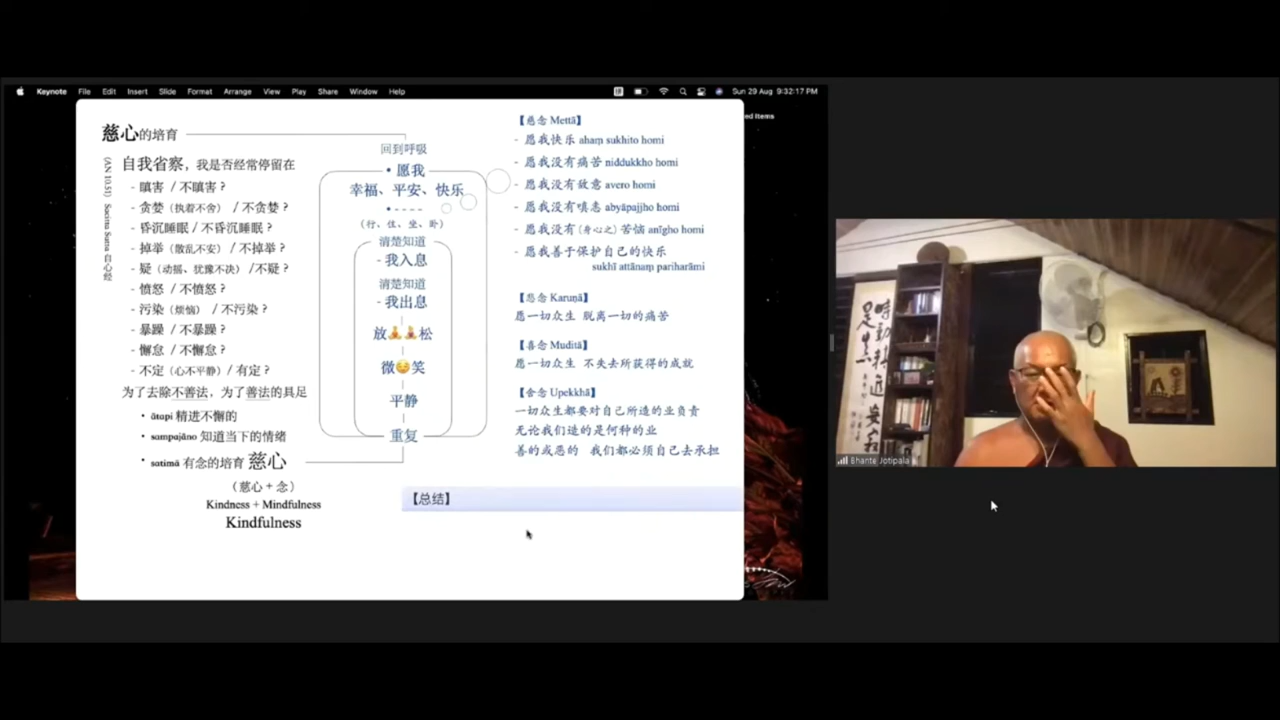 Keynote File Edit Insert Slide Format Arrange View Play Share Window Help
Sun 29 Aug 9:32:17 PM
ed Items
慈心的培育
(AN 10.51) Sacitta Sutta 自心经
自我省察，我是否经常停留在
- 瞋害 / 不瞋害？
- 贪婪（执着不舍） / 不贪婪？
- 昏沉睡眠 / 不昏沉睡眠？
- 掉举（散乱不安） / 不掉举？
- 疑（动摇、犹豫不决） / 不疑？
- 愤怒 / 不愤怒？
- 污染（烦恼） / 不污染？
- 暴躁 / 不暴躁？
- 懈怠 / 不懈怠？
- 不定（心不平静） / 有定？
为了去除不善法，为了善法的具足
• ātapi 精进不懈的
• sampajāno 知道当下的情绪
• satimā 有念的培育 慈心
（慈心 + 念）
Kindness + Mindfulness
Kindfulness
回到呼吸
• 愿我
幸福、平安、快乐
• - - - -
（行、住、坐、卧）
清楚知道
- 我入息
清楚知道
- 我出息
放🧘🧘松
微☺️笑
平静
重复
【慈念 Mettā】
- 愿我快乐 ahaṃ sukhito homi
- 愿我没有痛苦 niddukkho homi
- 愿我没有敌意 avero homi
- 愿我没有嗔恚 abyāpajjho homi
- 愿我没有（身心之）苦恼 anīgho homi
- 愿我善于保护自己的快乐
sukhī attānaṃ pariharāmi
【悲念 Karuṇā】
愿一切众生 脱离一切的痛苦
【喜念 Muditā】
愿一切众生 不失去所获得的成就
【舍念 Upekkhā】
一切众生都要对自己所造的业负责
无论我们造的是何种的业
善的或恶的 我们都必须自己去承担
【总结】
Bhante Jotipala